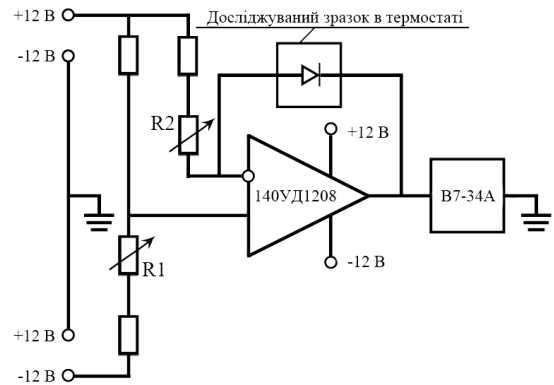 Досліджуваний зразок в термостаті
+12 В
-12 В
R2
+12 В
140УД1208
В7-34А
R1
-12 В
+12 В
-12 В